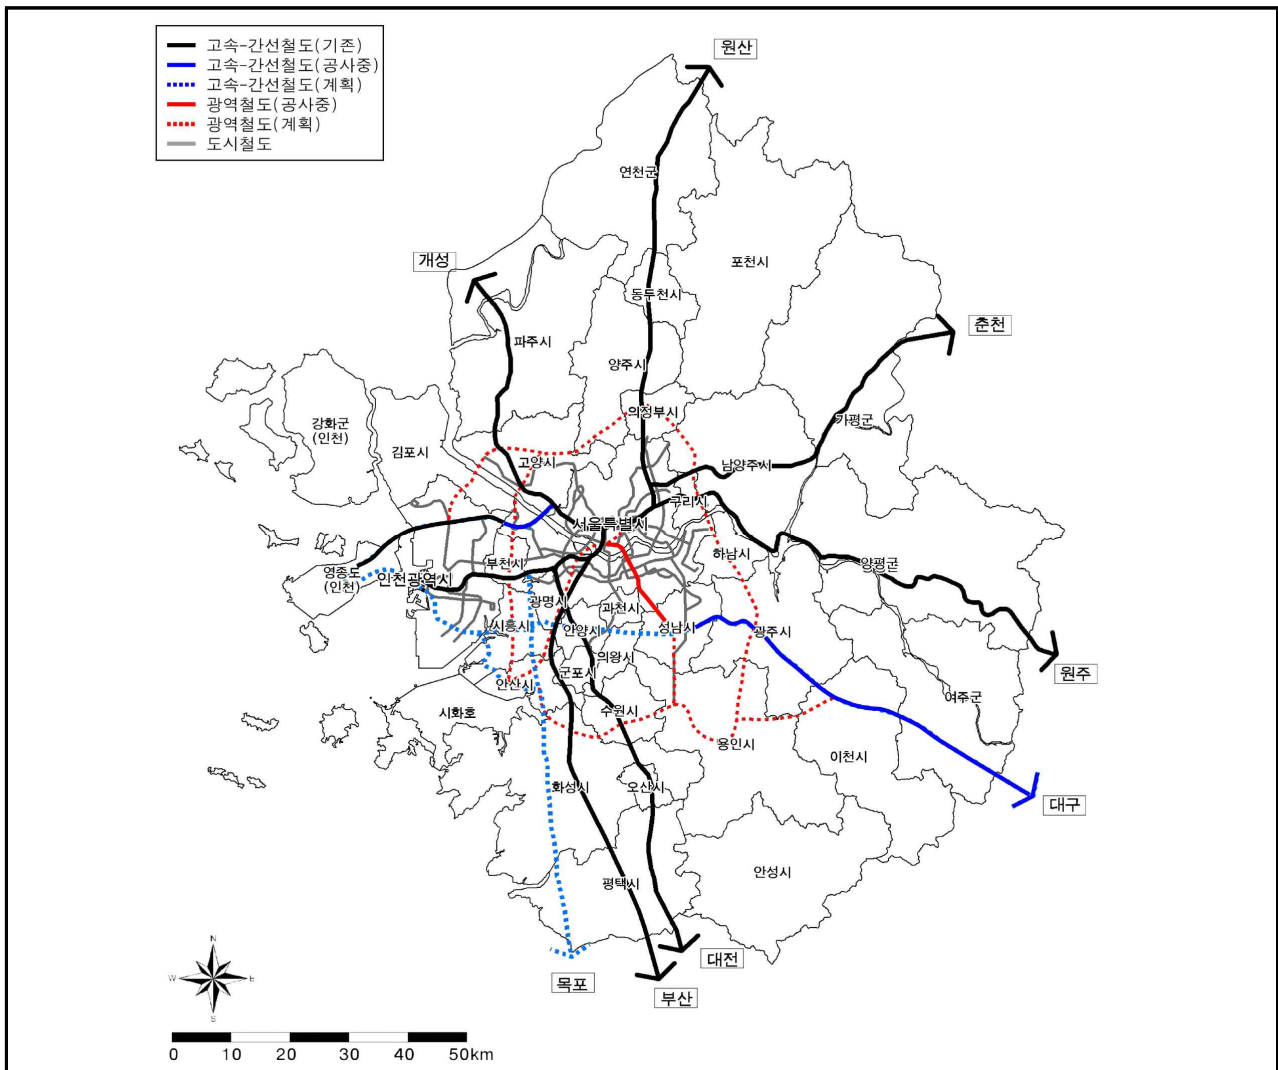 고속-간선철도(기존)
고속-간선철도(공사중)
고속-간선철도(계획)
광역철도(공사중)
광역철도(계획)
도시철도
원산
연천군
개성
포천시
동두천시
춘천
파주시
양주시
의정부시
강화군
(인천)
가평군
김포시
고양시
남양주시
구리시
서울특별시
하남시
부천시
양평군
영종도
(인천)
인천광역시
광명시
과천시
시흥시
안양시
성남시
광주시
의왕시
군포시
원주
안산시
여주군
시화호
수원시
용인시
이천시
화성시
오산시
대구
안성시
평택시
대전
목포
부산
N
W
E
S
0 10 20 30 40 50km